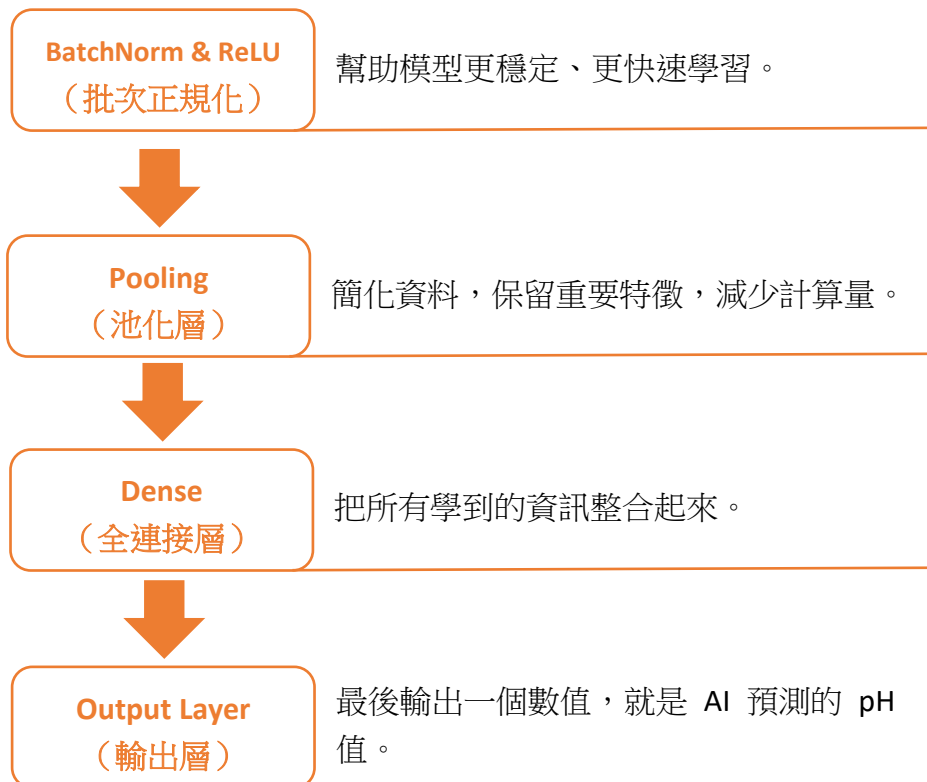 BatchNorm & ReLU
（批次正規化）
幫助模型更穩定、更快速學習。
Pooling
（池化層）
簡化資料，保留重要特徵，減少計算量。
Dense
（全連接層）
把所有學到的資訊整合起來。
Output Layer
（輸出層）
最後輸出一個數值，就是 AI 預測的 pH
值。